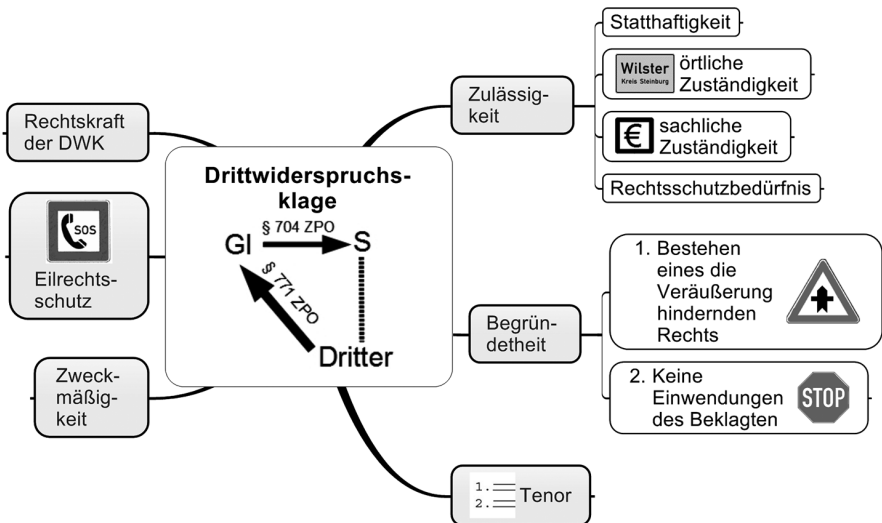 Drittwiderspruchs-
klage
§ 704 ZPO
Gl
S
§ 771 ZPO
Dritter
Zulässig-
keit
Statthaftigkeit
Wilster
Kreis Steinburg
örtliche
Zuständigkeit
€
sachliche
Zuständigkeit
Rechtsschutzbedürfnis
Begrün-
detheit
1. Bestehen
eines die
Veräußerung
hindernden
Rechts
2. Keine
Einwendungen
des Beklagten
STOP
1.
2.
Tenor
Zweck-
mäßig-
keit
SOS
Eilrechts-
schutz
Rechtskraft
der DWK